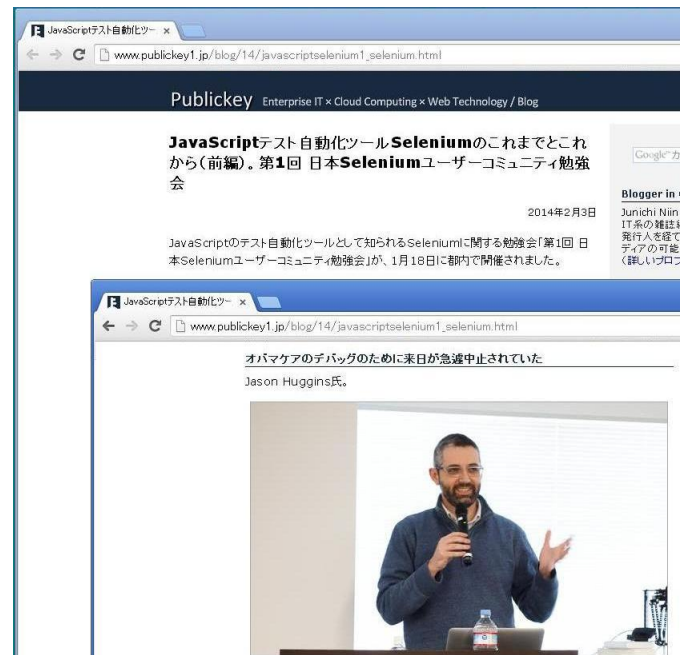 JavaScriptテスト自動化ツー
www.publickey1.jp/blog/14/javascriptselenium1_selenium.html
Publickey Enterprise IT × Cloud Computing × Web Technology / Blog
JavaScriptテスト自動化ツールSeleniumのこれまでとこれ
から(前編)。第1回 日本Seleniumユーザーコミュニティ勉強
会
2014年2月3日
JavaScriptのテスト自動化ツールとして知られるSeleniumに関する勉強会「第1回 日
本Seleniumユーザーコミュニティ勉強会」が、1月18日に都内で開催されました。
Google
Blogger in
Junichi Niin
IT系の雑誌
発行人を経て
ディアの可能
(詳しいプロフ
JavaScriptテスト自動化ツー
www.publickey1.jp/blog/14/javascriptselenium1_selenium.html
オバマケアのデバッグのために来日が急遽中止されていた
Jason Huggins氏。